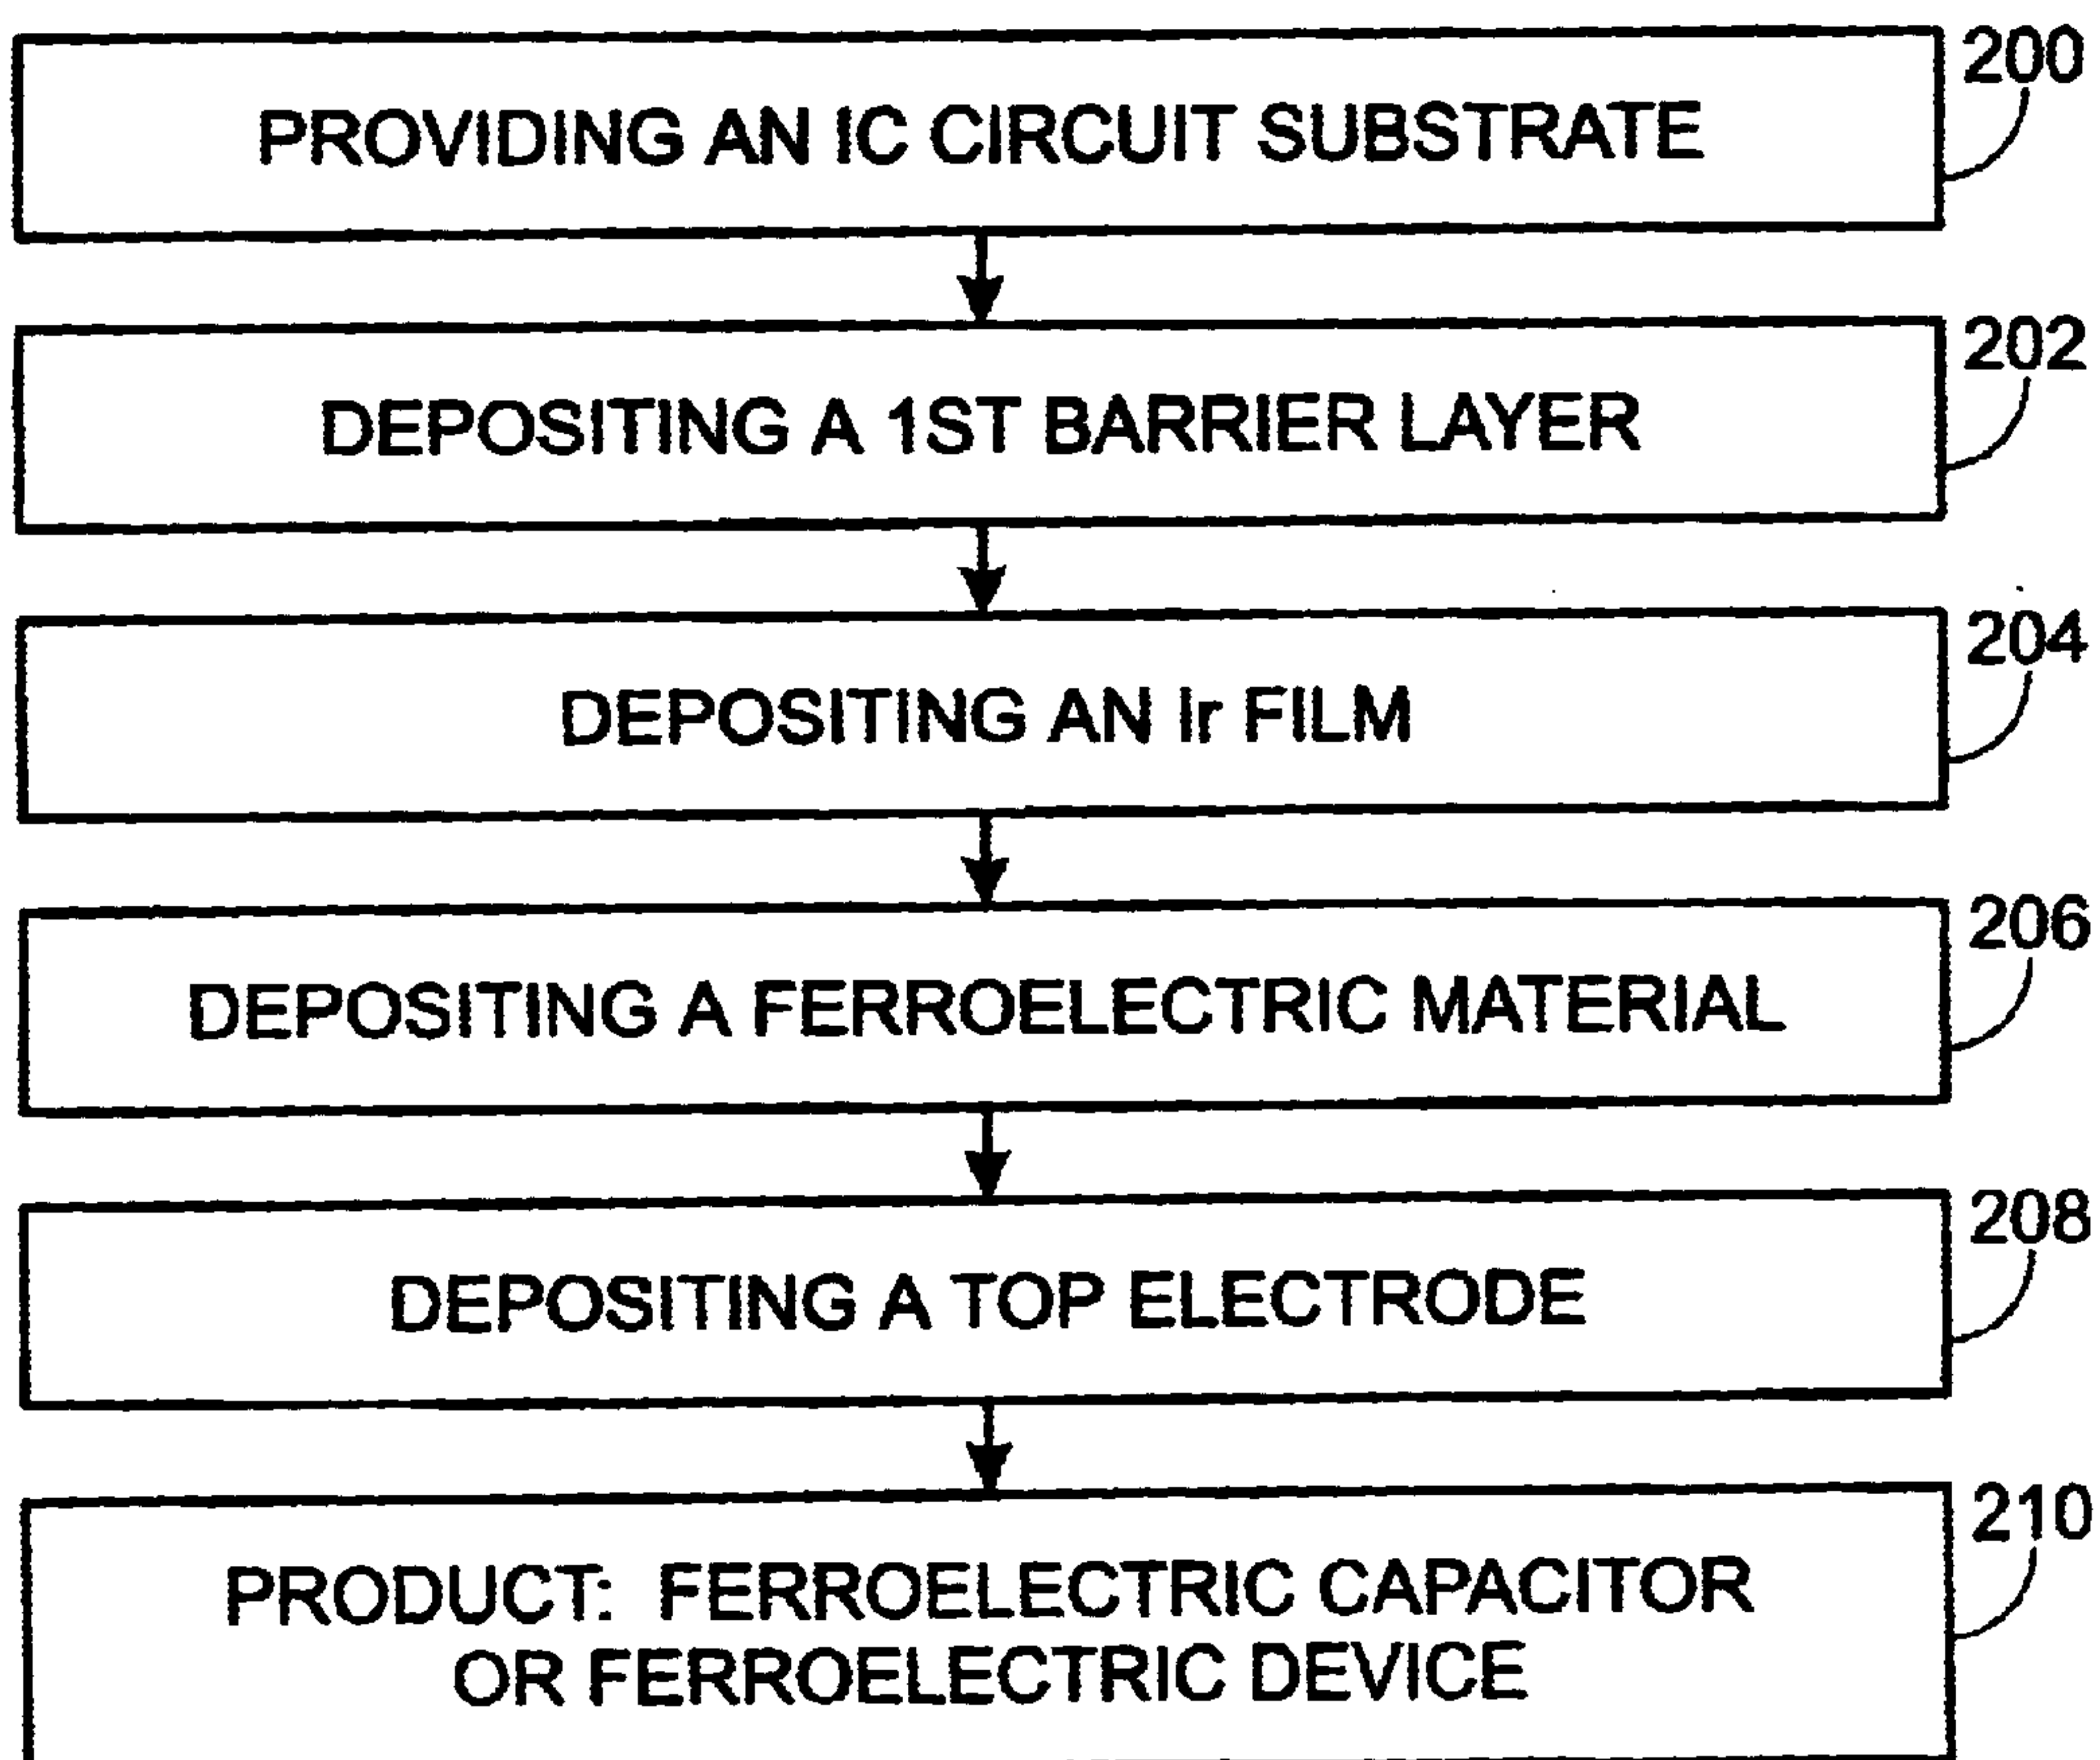 200
PROVIDING AN IC CIRCUIT SUBSTRATE
202
DEPOSITING A 1ST BARRIER LAYER
204
DEPOSITING AN Ir FILM
206
DEPOSITING A FERROELECTRIC MATERIAL
208
DEPOSITING A TOP ELECTRODE
210
PRODUCT: FERROELECTRIC CAPACITOR
OR FERROELECTRIC DEVICE